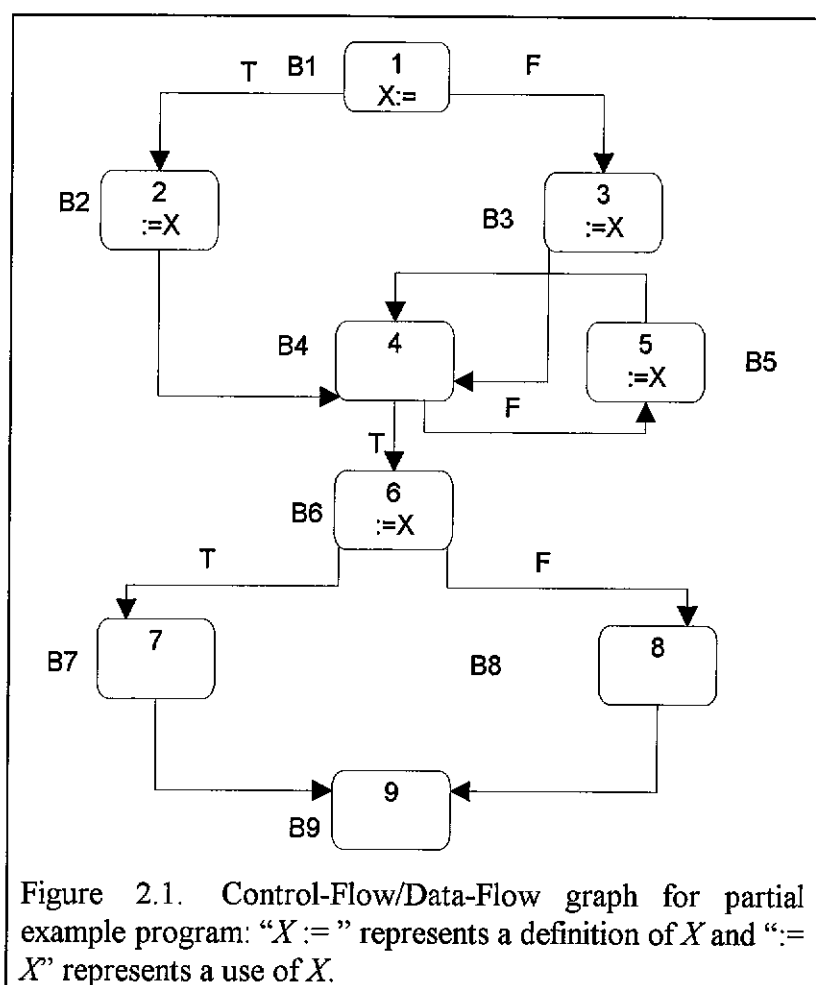 T B1 1 F
X:=
B2 2
:=X
B3 3
:=X
B4 4
5 B5
:=X
F
T
B6 6
:=X
T F
B7 7
B8 8
9
B9
Figure 2.1. Control-Flow/Data-Flow graph for partial
example program: “X := ” represents a definition of X and “:=
X” represents a use of X.